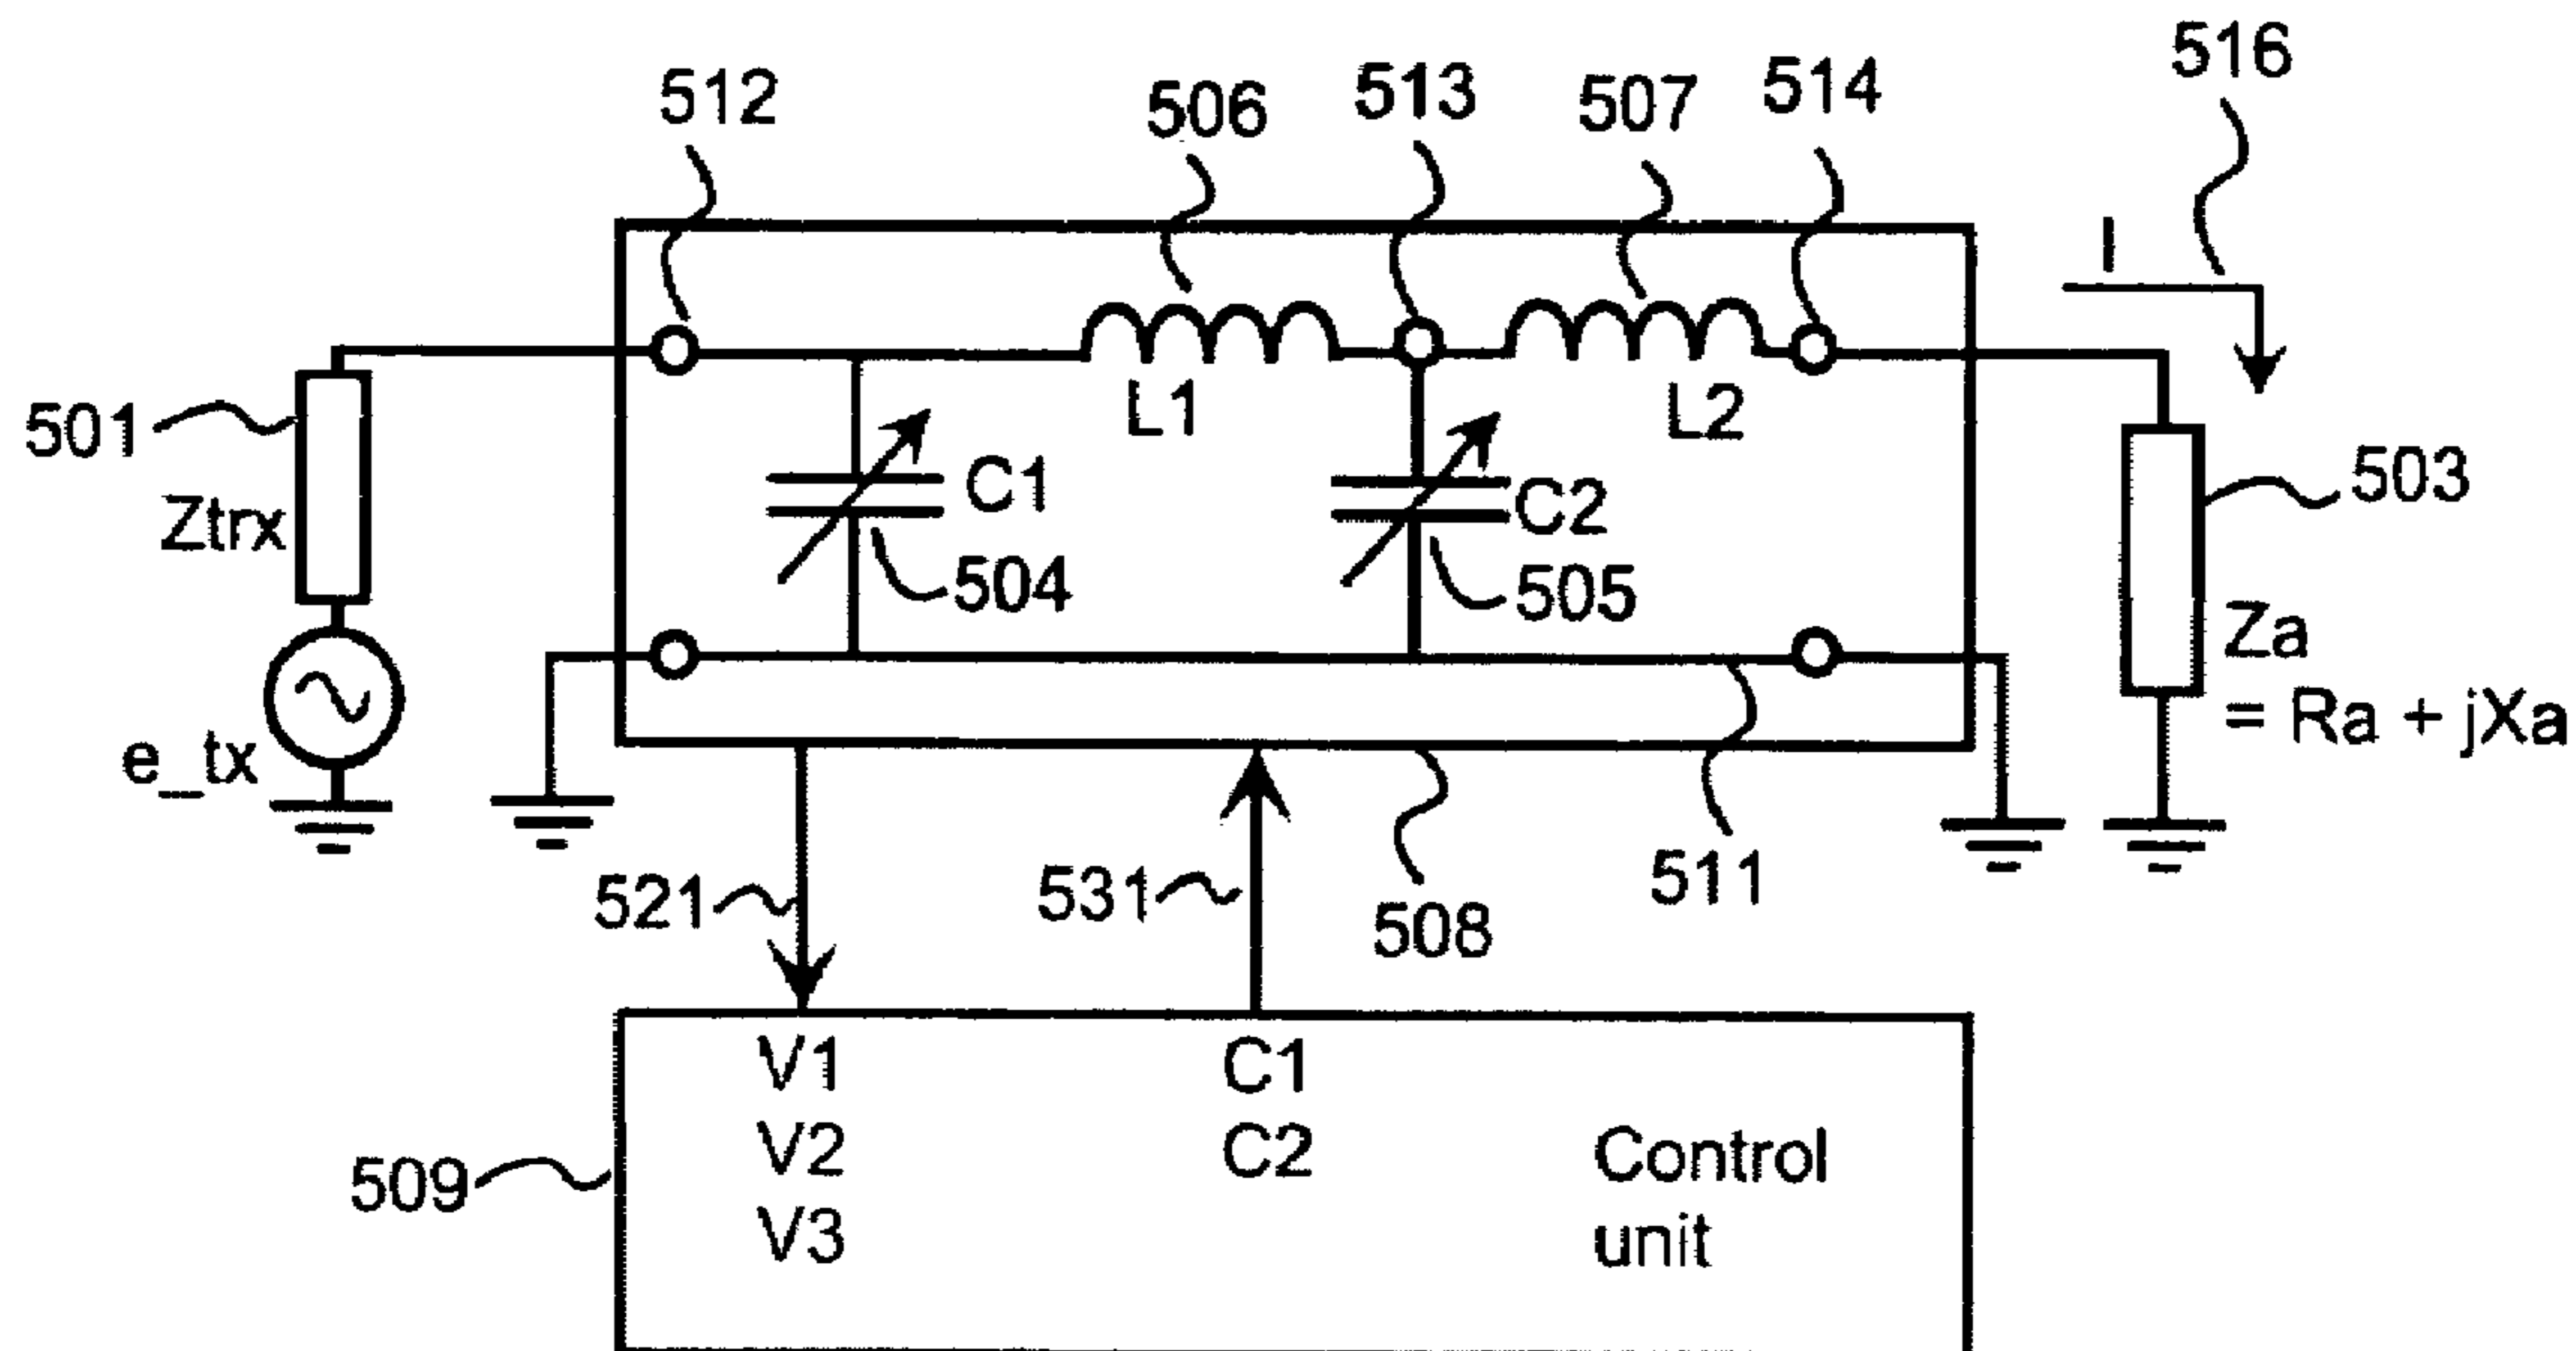 516
512
506
513
507
514
I
501
L1
L2
503
Ztrx
C1
C2
504
505
Za
= Ra + jXa
e_tx
521
531
508
511
V1
C1
V2
C2
V3
Control
unit
509